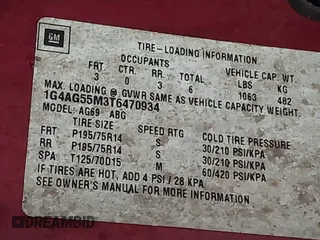 GM
TIRE-LOADING INFORMATION
OCCUPANTS VEHICLE CAP. WT.
FRT. CTR. RR. TOTAL LBS KG
3 0 3 6 1063 482
MAX. LOADING @ GVWR SAME AS VEHICLE CAPACITY WEIGHT.
1G4AG55M3T6470934
MODEL: AG69 ABG
TIRE SIZE SPEED RTG COLD TIRE PRESSURE
FRT P195/75R14 S 30/210 PSI/KPA
RR P195/75R14 S 30/210 PSI/KPA
SPA T125/70D15 M 60/420 PSI/KPA
IF TIRES ARE HOT, ADD 4 PSI / 28 KPA
SEE OWNER'S MANUAL FOR MORE INFORMATION.
DREAMBID